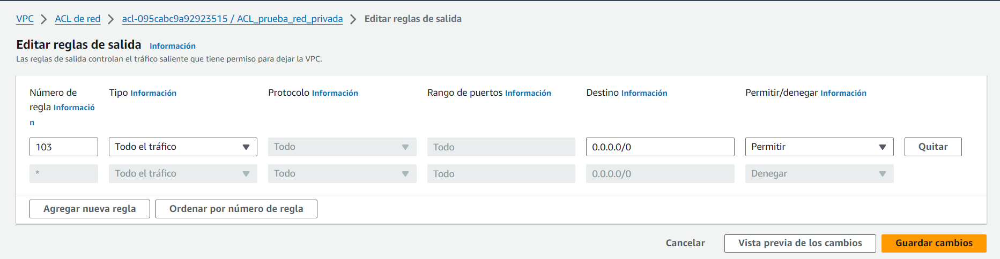 VPC > ACL de red > acl-095cabc9a92923515 / ACL_prueba_red_privada > Editar reglas de salida
Editar reglas de salida Información
Las reglas de salida controlan el tráfico saliente que tiene permiso para dejar la VPC.
Número de regla Información Tipo Información Protocolo Información Rango de puertos Información Destino Información Permitir/denegar Información
103 Todo el tráfico Todo Todo 0.0.0.0/0 Permitir Quitar
* Todo el tráfico Todo Todo 0.0.0.0/0 Denegar
Agregar nueva regla Ordenar por número de regla
Cancelar Vista previa de los cambios Guardar cambios